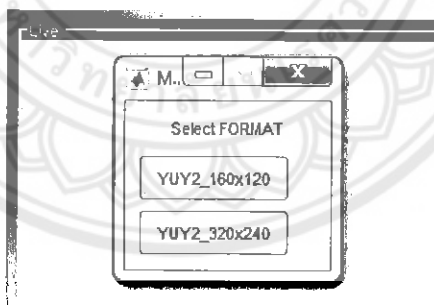 Live
M...
Select FORMAT
YUY2_160x120
YUY2_320x240